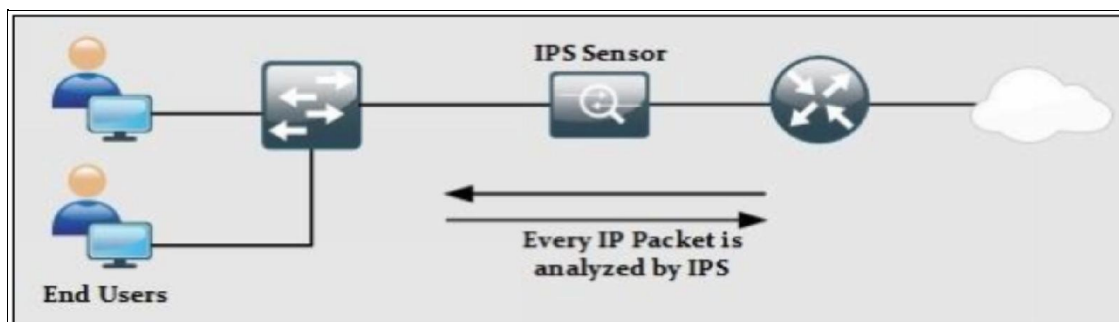 IPS Sensor
Every IP Packet is
analyzed by IPS
End Users